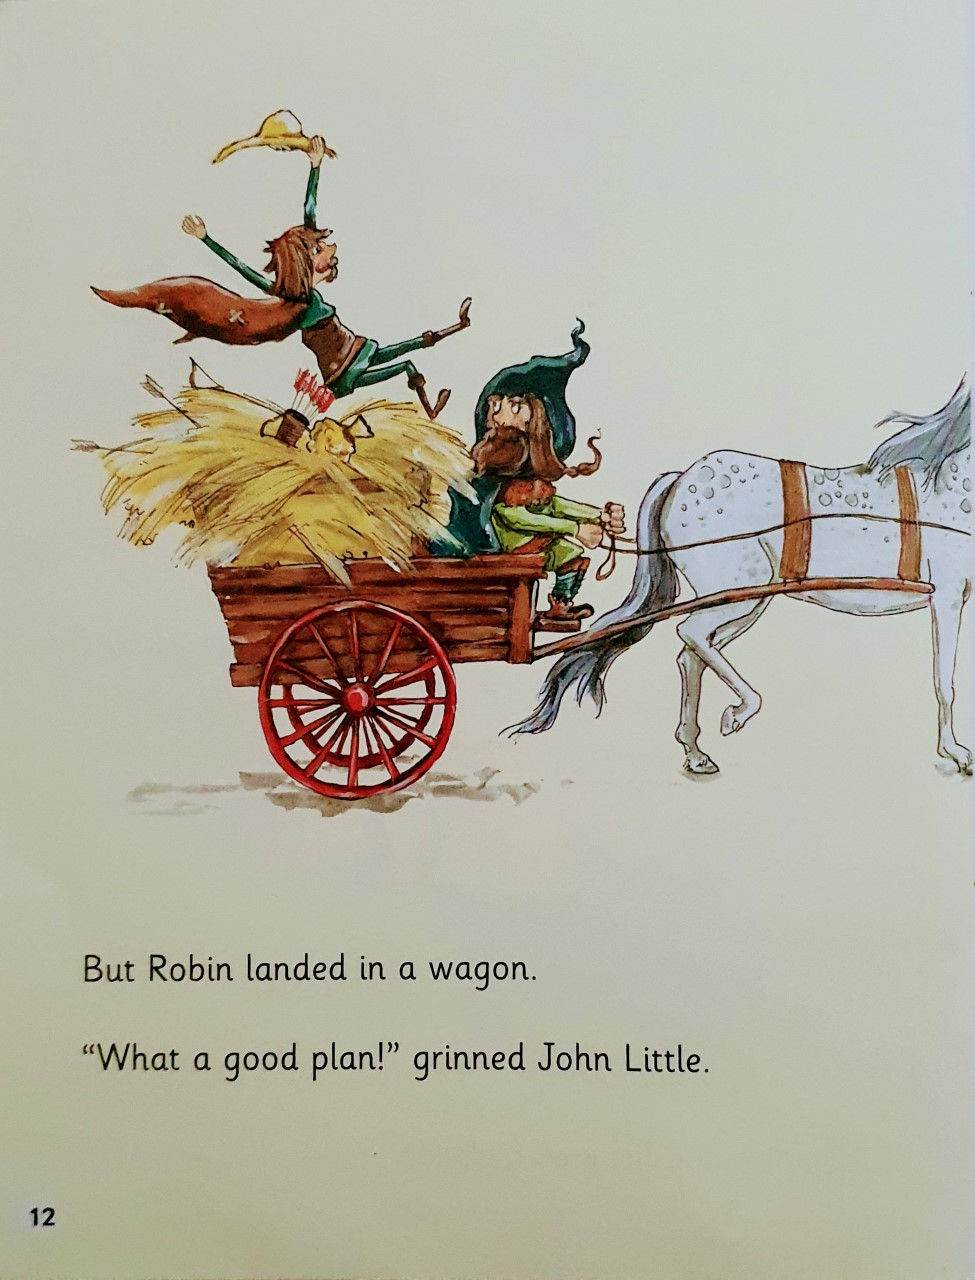 But Robin landed in a wagon.
“What a good plan!” grinned John Little.
12